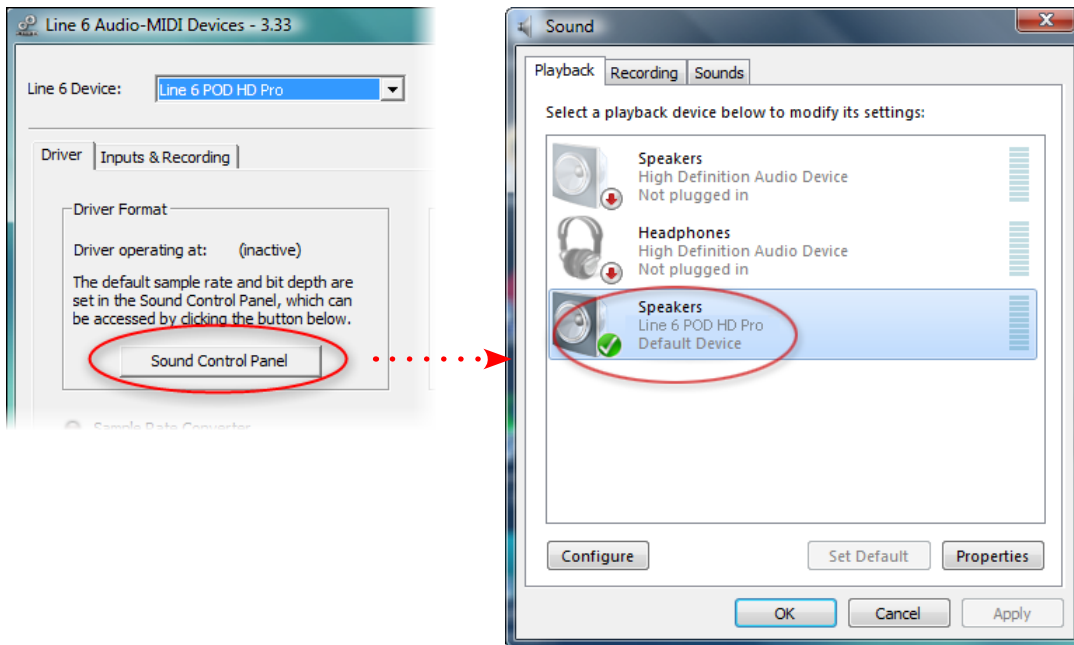 Line 6 Audio-MIDI Devices - 3.33
Line 6 Device:
Line 6 POD HD Pro
Driver
Inputs & Recording
Driver Format
Driver operating at: (inactive)
The default sample rate and bit depth are
set in the Sound Control Panel, which can
be accessed by clicking the button below.
Sound Control Panel
Sample Rate Converter
Sound
Playback
Recording
Sounds
Select a playback device below to modify its settings:
Speakers
High Definition Audio Device
Not plugged in
Headphones
High Definition Audio Device
Not plugged in
Speakers
Line 6 POD HD Pro
Default Device
Configure
Set Default
Properties
OK
Cancel
Apply